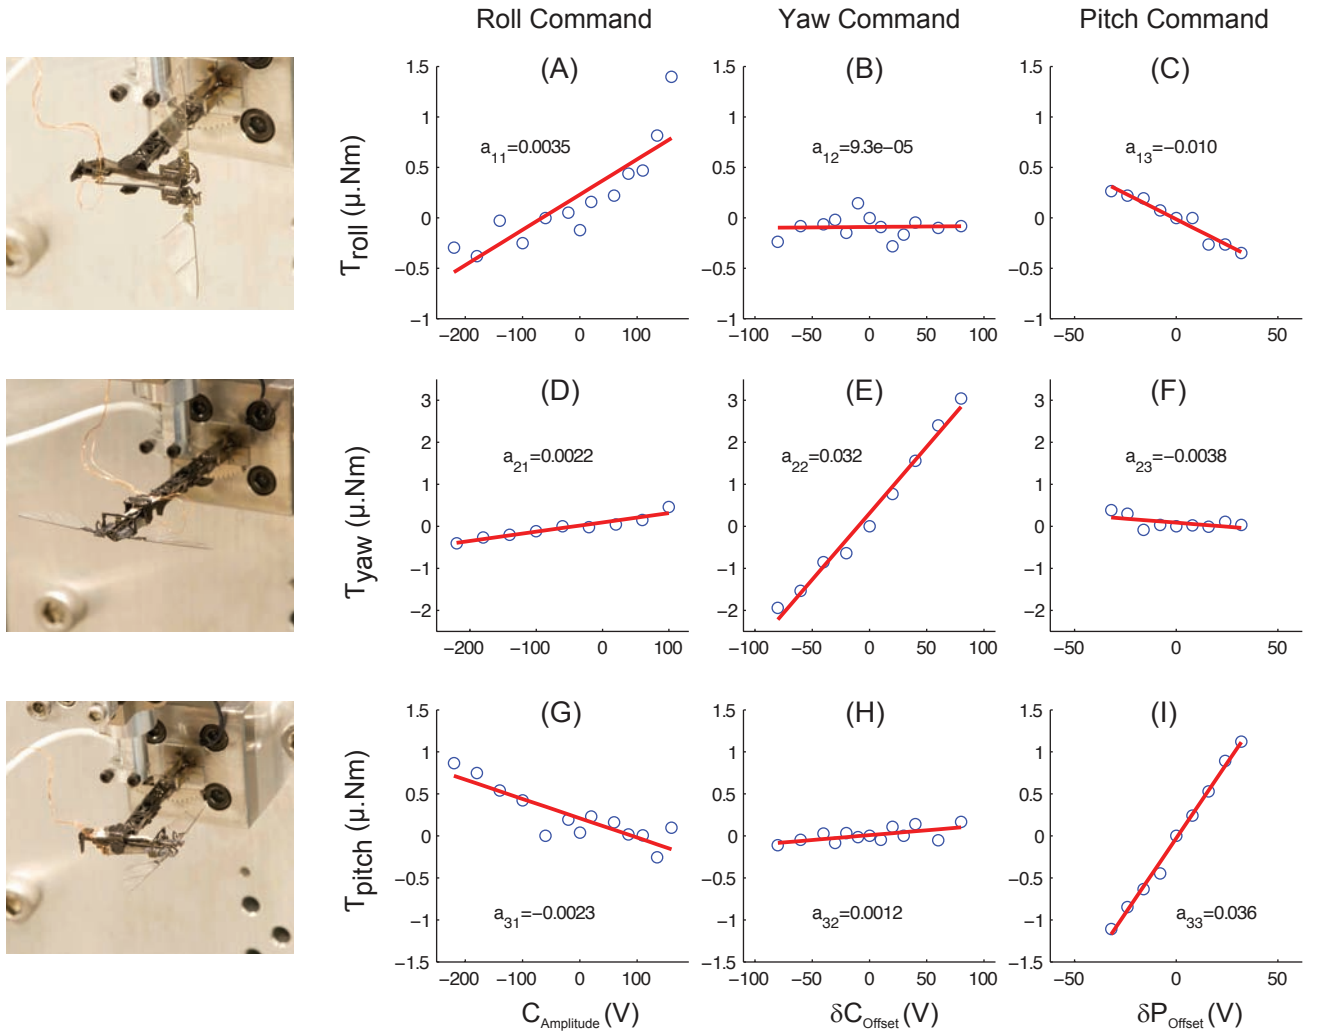 Roll Command Yaw Command Pitch Command
(A) (B) (C)
1.5 1.5 1.5
1 1 1
a11=0.0035 a12=9.3e-05 a13=-0.010
0.5 0.5 0.5
0 0 0
−0.5 −0.5 −0.5
−1 −1 −1
Τroll (μ.Nm)
−200 −100 0 100 −100 −50 0 50 100 −50 0 50
(D) (E) (F)
3 3 3
2 2 2
a21=0.0022 a22=0.032 a23=-0.0038
1 1 1
0 0 0
−1 −1 −1
−2 −2 −2
Τyaw (μ.Nm)
−200 −100 0 100 −100 −50 0 50 100 −50 0 50
(G) (H) (I)
1.5 1.5 1.5
1 1 1
0.5 0.5 0.5
0 0 0
−0.5 −0.5 −0.5
a31=-0.0023 a32=0.0012 a33=0.036
−1 −1 −1
−1.5 −1.5 −1.5
Τpitch (μ.Nm)
−200 −100 0 100 −100 −50 0 50 100 −50 0 50
CAmplitude (V) δCOffset (V) δPOffset (V)